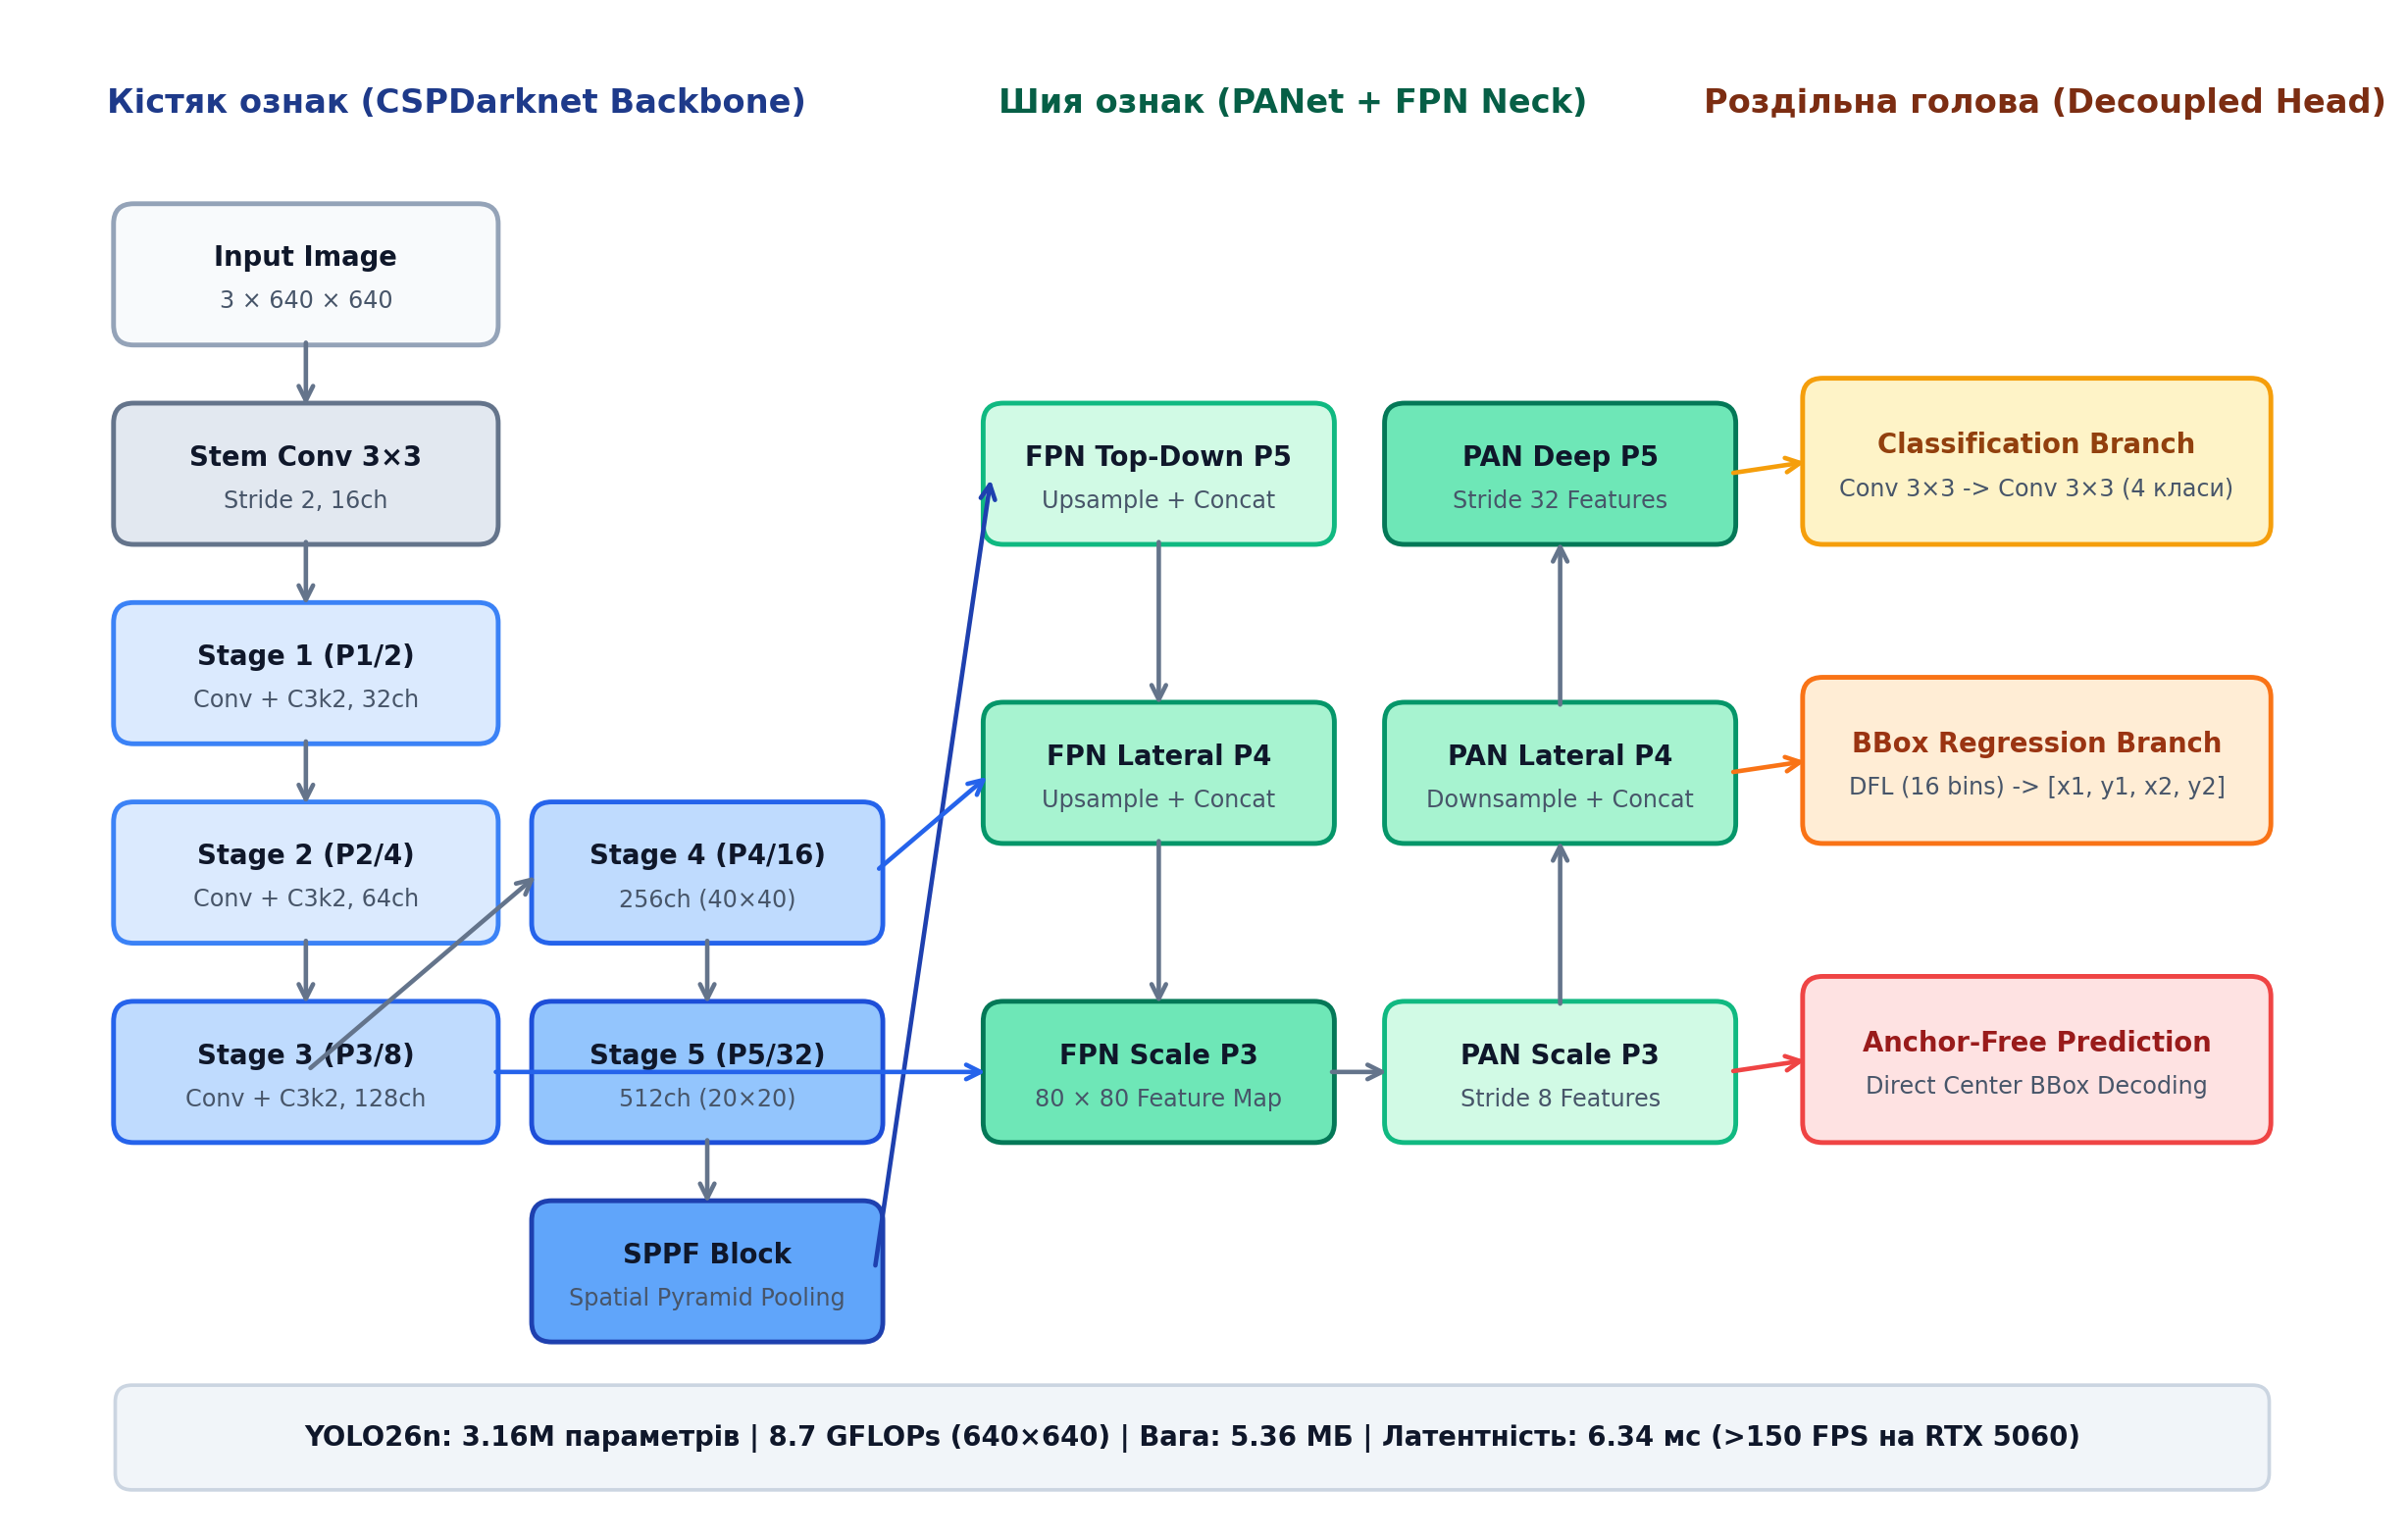 Кістяк ознак (CSPDarknet Backbone)
Шия ознак (PANet + FPN Neck)
Роздільна голова (Decoupled Head)
Input Image
3 × 640 × 640
Stem Conv 3×3
Stride 2, 16ch
Stage 1 (P1/2)
Conv + C3k2, 32ch
Stage 2 (P2/4)
Conv + C3k2, 64ch
Stage 3 (P3/8)
Conv + C3k2, 128ch
Stage 4 (P4/16)
256ch (40×40)
Stage 5 (P5/32)
512ch (20×20)
SPPF Block
Spatial Pyramid Pooling
FPN Top-Down P5
Upsample + Concat
FPN Lateral P4
Upsample + Concat
FPN Scale P3
80 × 80 Feature Map
PAN Deep P5
Stride 32 Features
PAN Lateral P4
Downsample + Concat
PAN Scale P3
Stride 8 Features
Classification Branch
Conv 3×3 -> Conv 3×3 (4 класи)
BBox Regression Branch
DFL (16 bins) -> [x1, y1, x2, y2]
Anchor-Free Prediction
Direct Center BBox Decoding
YOLO26n: 3.16M параметрів | 8.7 GFLOPs (640×640) | Вага: 5.36 МБ | Латентність: 6.34 мс (>150 FPS на RTX 5060)